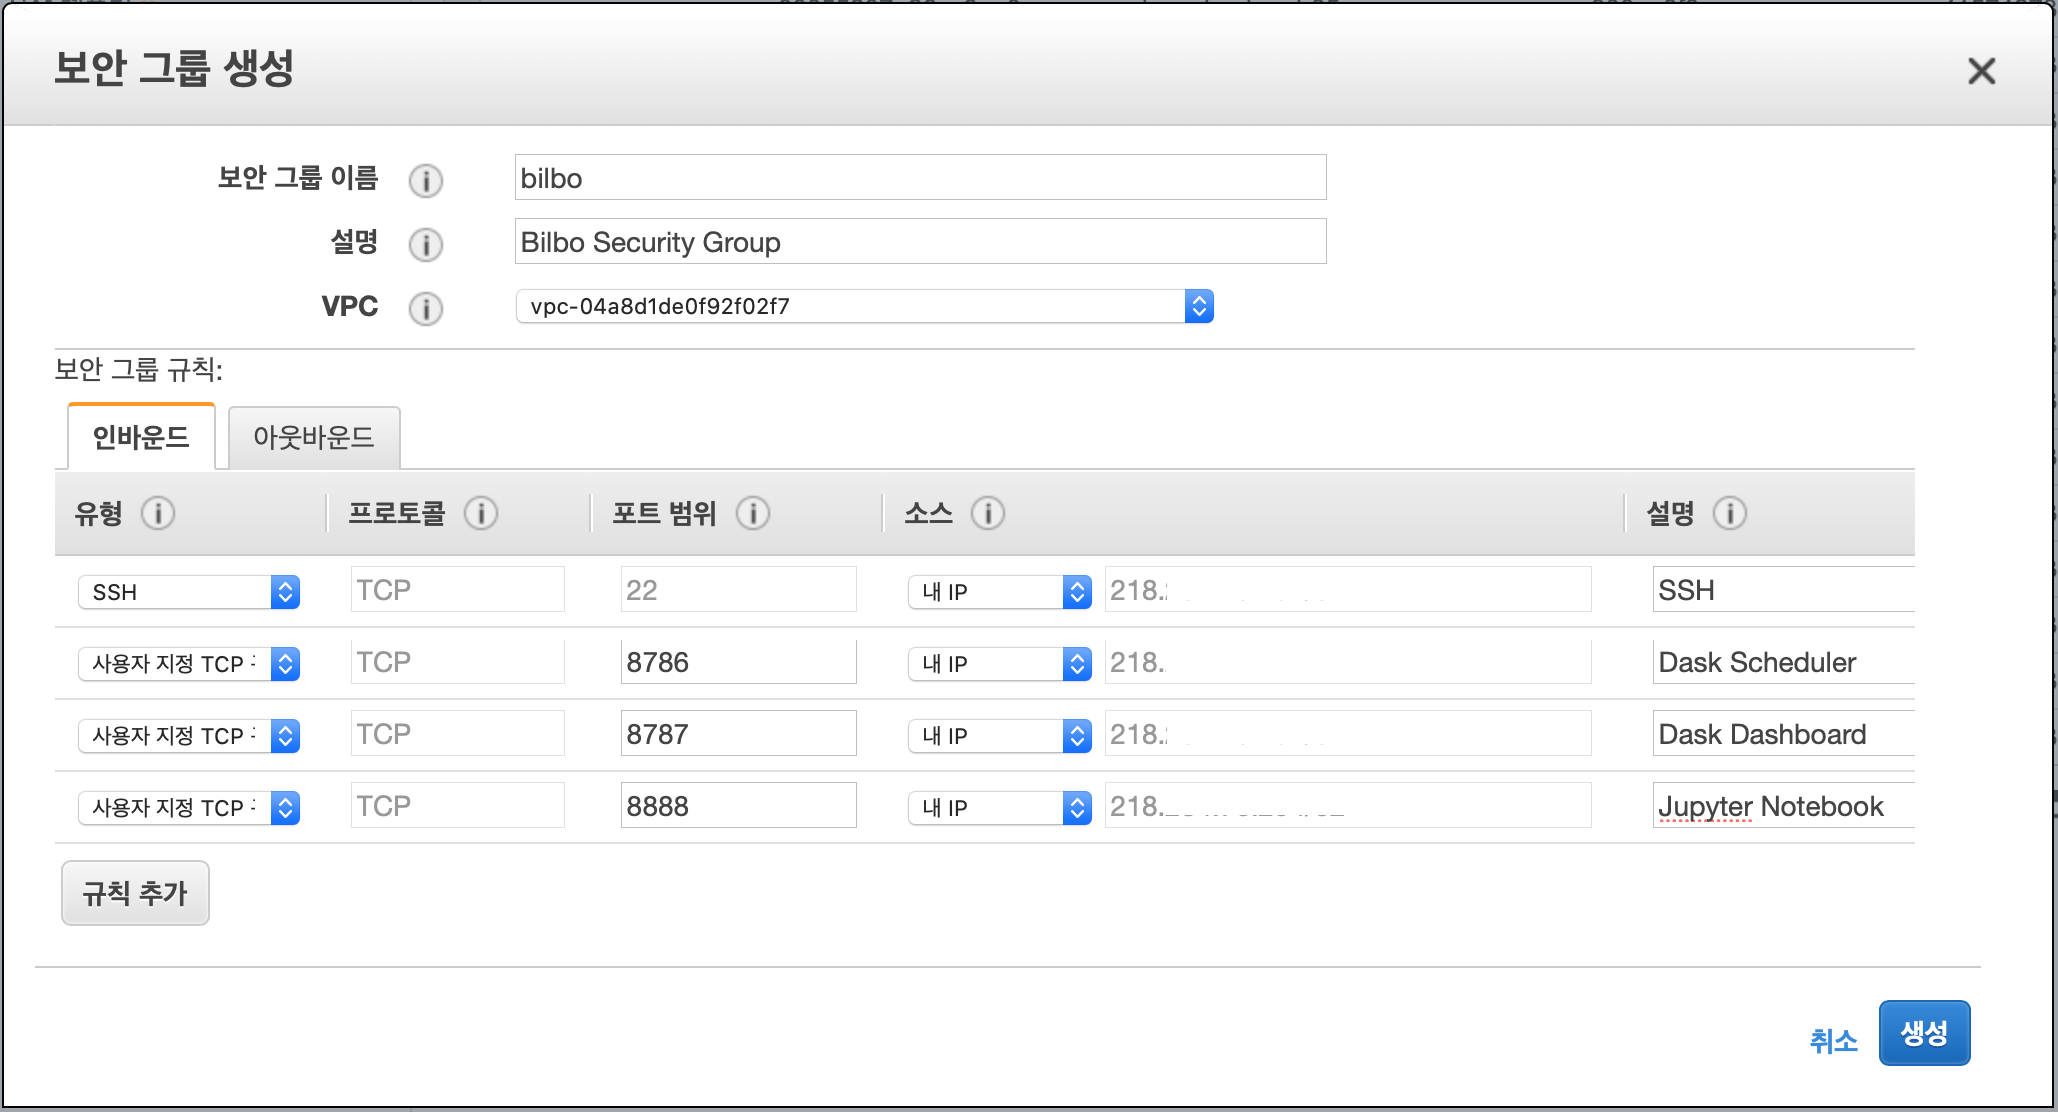 보안 그룹 생성
보안 그룹 이름 bilbo
설명 Bilbo Security Group
VPC vpc-04a8d1de0f92f02f7
보안 그룹 규칙:
인바운드 아웃바운드
유형 프로토콜 포트 범위 소스 설명
SSH TCP 22 내 IP 218. SSH
사용자 지정 TCP TCP 8786 내 IP 218. Dask Scheduler
사용자 지정 TCP TCP 8787 내 IP 218. Dask Dashboard
사용자 지정 TCP TCP 8888 내 IP 218. Jupyter Notebook
규칙 추가
취소 생성